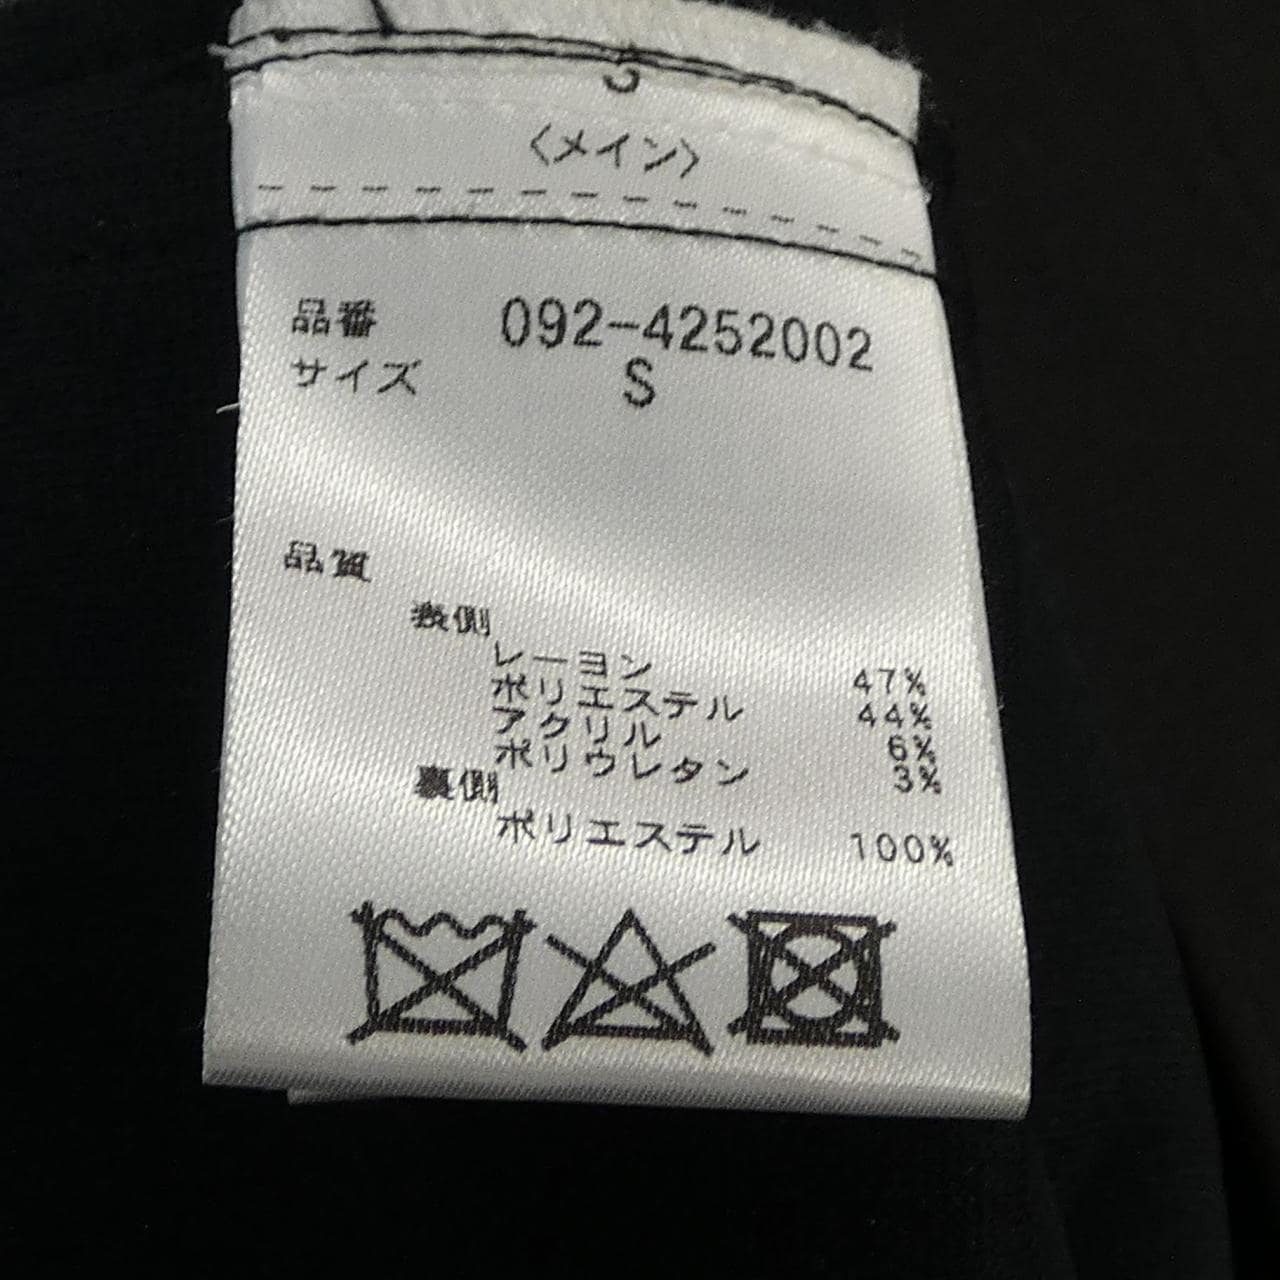 〈メイン〉
品番 092-4252002
サイズ S
品質
表側
レーヨン 47%
ポリエステル 44%
アクリル 6%
ポリウレタン 3%
裏側
ポリエステル 100%